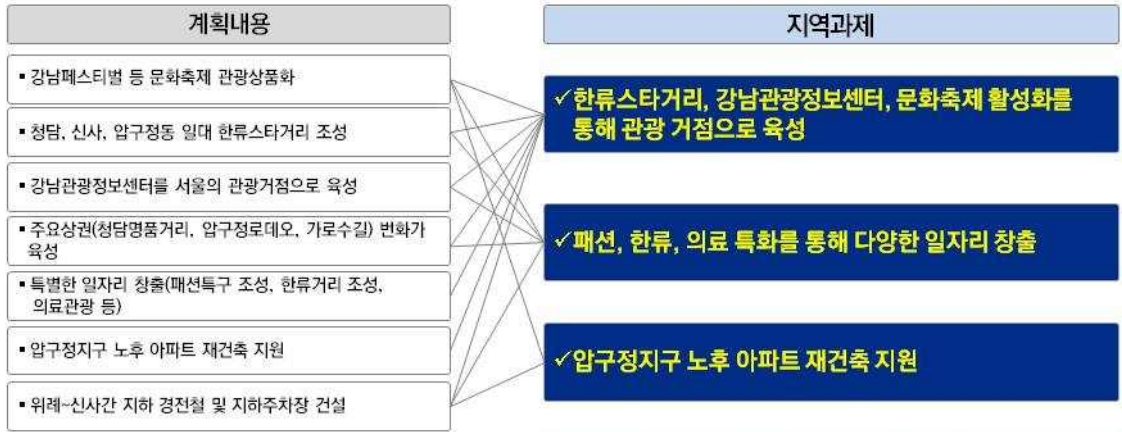 계획내용
▪ 강남페스티벌 등 문화축제 관광상품화
▪ 청담, 신사, 압구정동 일대 한류스타거리 조성
▪ 강남관광정보센터를 서울의 관광거점으로 육성
▪ 주요상권(청담명품거리, 압구정로데오, 가로수길) 번화가
육성
▪ 특별한 일자리 창출(패션특구 조성, 한류거리 조성,
의료관광 등)
▪ 압구정지구 노후 아파트 재건축 지원
▪ 위례~신사간 지하 경전철 및 지하주차장 건설
지역과제
✓한류스타거리, 강남관광정보센터, 문화축제 활성화를
통해 관광 거점으로 육성
✓패션, 한류, 의료 특화를 통해 다양한 일자리 창출
✓압구정지구 노후 아파트 재건축 지원